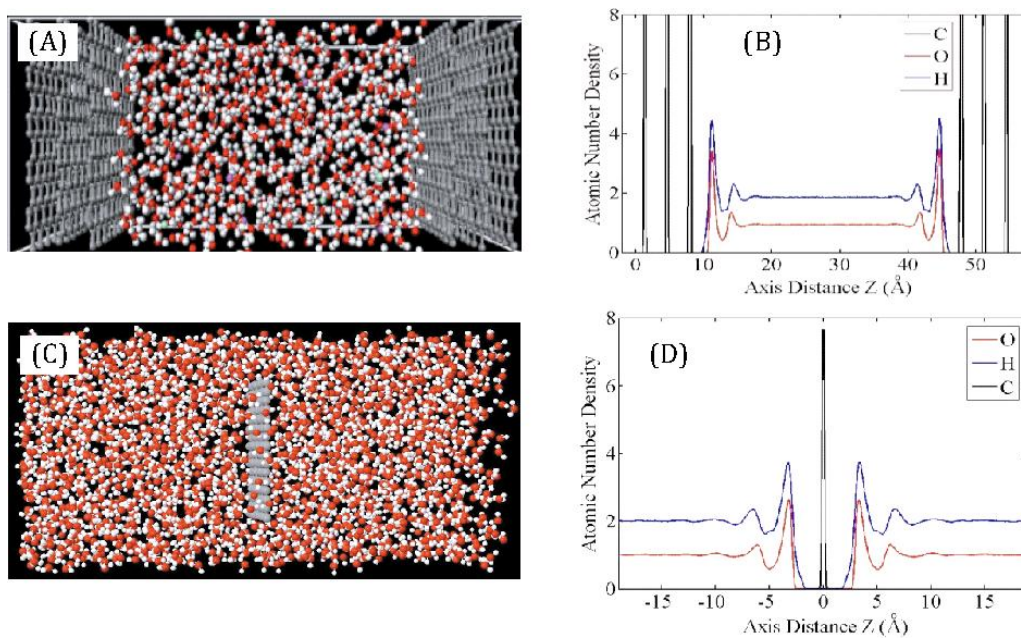 (A)
(B)
Atomic Number Density
8
6
4
2
0
C
O
H
0 10 20 30 40 50
Axis Distance Z (Å)
(C)
(D)
Atomic Number Density
8
6
4
2
0
O
H
C
-15 -10 -5 0 5 10 15
Axis Distance Z (Å)